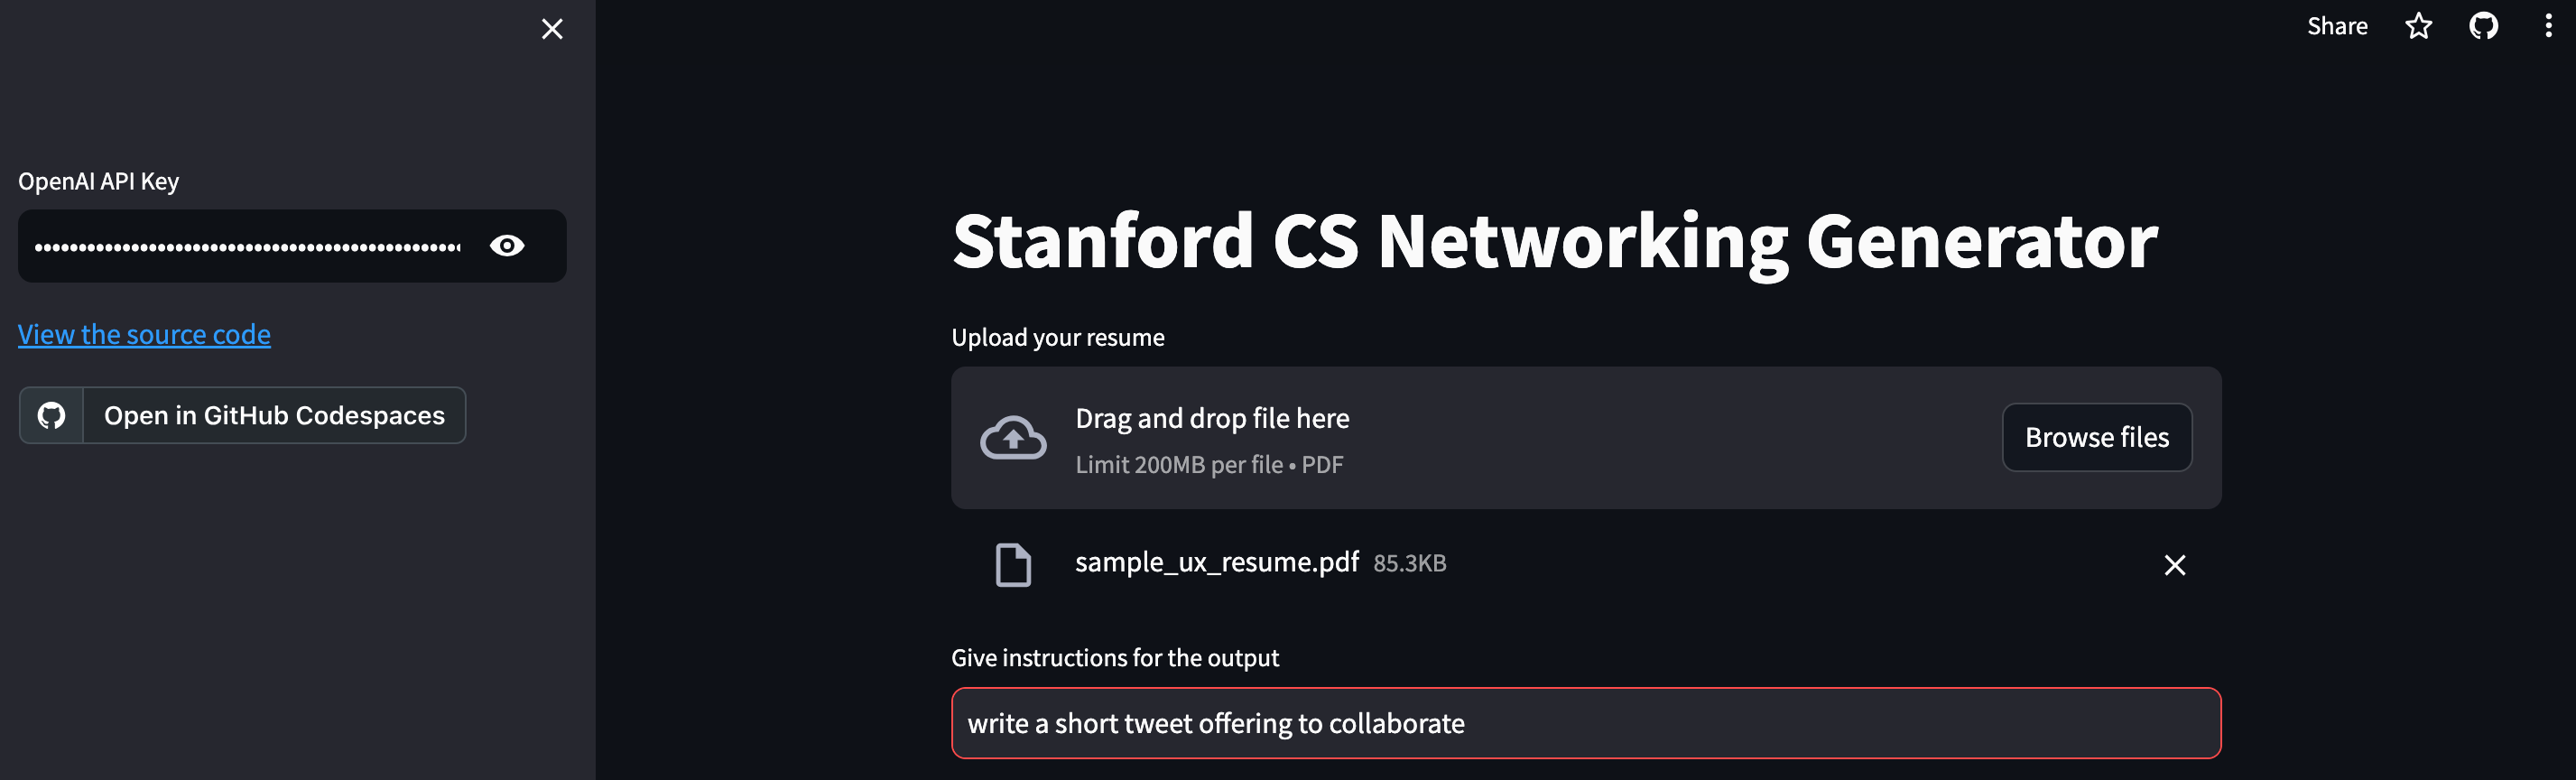 Share
OpenAI API Key
View the source code
Open in GitHub Codespaces
Stanford CS Networking Generator
Upload your resume
Drag and drop file here
Limit 200MB per file • PDF
Browse files
sample_ux_resume.pdf 85.3KB
Give instructions for the output
write a short tweet offering to collaborate